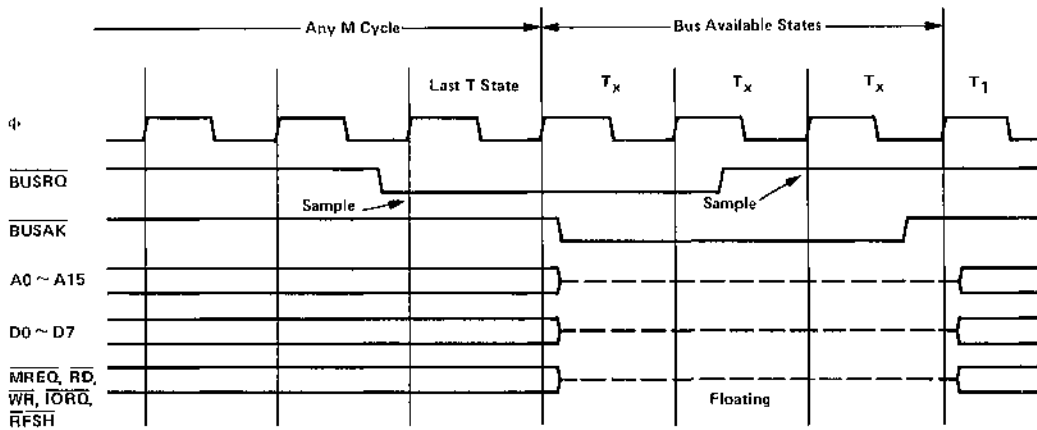 Any M Cycle
Bus Available States
Last T State
Tx
Tx
Tx
T1
Φ
BUSRQ
Sample
Sample
BUSAK
A0 ~ A15
D0 ~ D7
MREQ, RD,
WR, IORQ,
RFSH
Floating